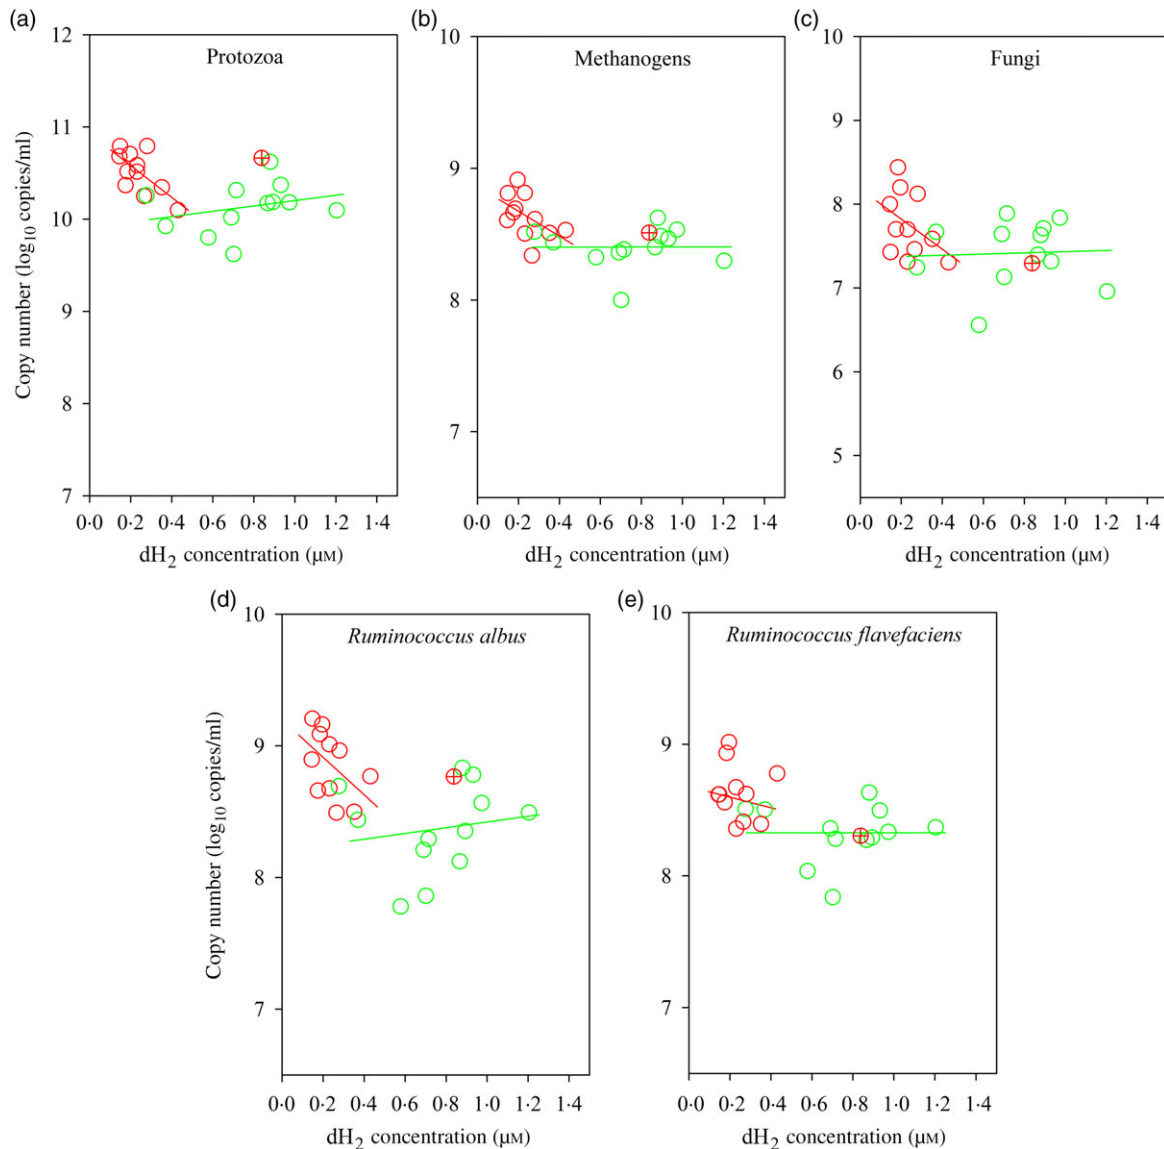 (a)
Protozoa
12
11
10
9
8
7
Copy number (log10 copies/ml)
0·0 0·2 0·4 0·6 0·8 1·0 1·2 1·4
dH2 concentration (μM)
(b)
Methanogens
10
9
8
7
0·0 0·2 0·4 0·6 0·8 1·0 1·2 1·4
dH2 concentration (μM)
(c)
Fungi
10
9
8
7
6
5
0·0 0·2 0·4 0·6 0·8 1·0 1·2 1·4
dH2 concentration (μM)
(d)
Ruminococcus albus
10
9
8
7
Copy number (log10 copies/ml)
0·0 0·2 0·4 0·6 0·8 1·0 1·2 1·4
dH2 concentration (μM)
(e)
Ruminococcus flavefaciens
10
9
8
7
0·0 0·2 0·4 0·6 0·8 1·0 1·2 1·4
dH2 concentration (μM)